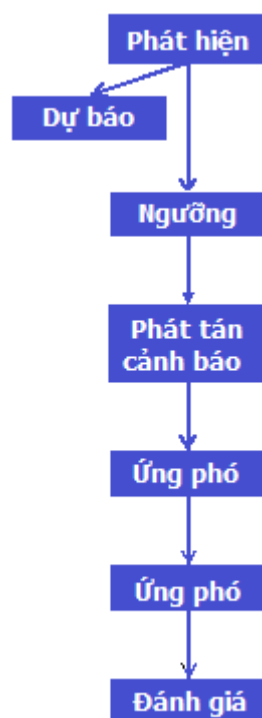 Phát hiện
Dự báo
Ngưỡng
Phát tán
cảnh báo
Ứng phó
Ứng phó
Đánh giá